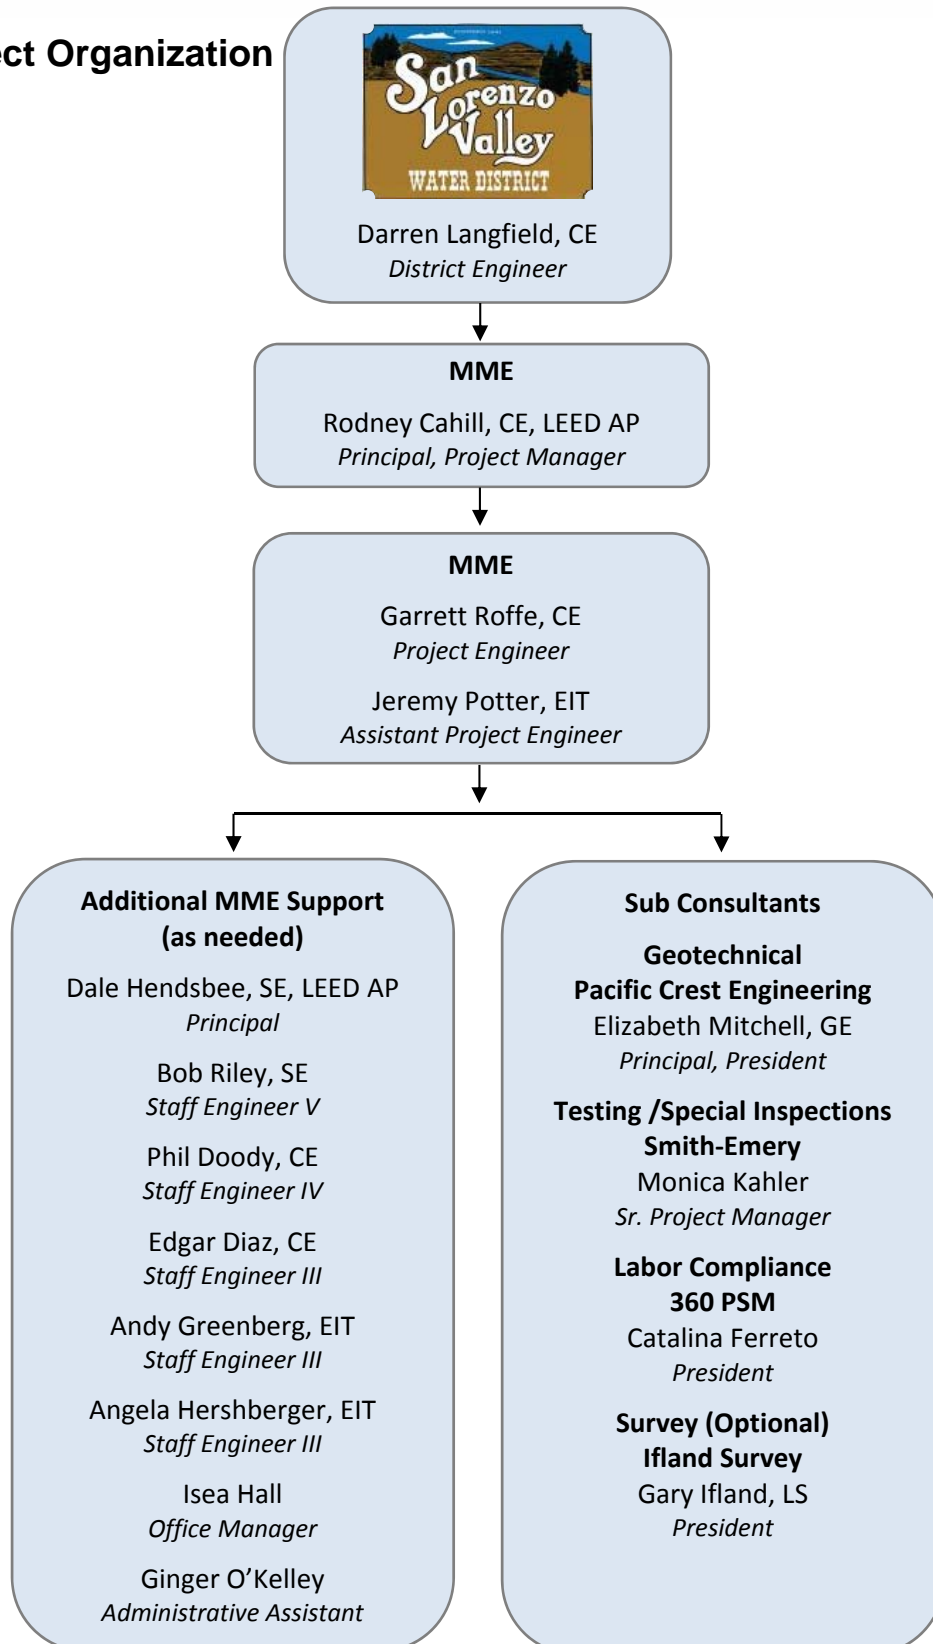 ect Organization
San
Lorenzo
Valley
WATER DISTRICT
Darren Langfield, CE
District Engineer
MME
Rodney Cahill, CE, LEED AP
Principal, Project Manager
MME
Garrett Roffe, CE
Project Engineer
Jeremy Potter, EIT
Assistant Project Engineer
Additional MME Support
(as needed)
Dale Hendsbee, SE, LEED AP
Principal
Bob Riley, SE
Staff Engineer V
Phil Doody, CE
Staff Engineer IV
Edgar Diaz, CE
Staff Engineer III
Andy Greenberg, EIT
Staff Engineer III
Angela Hershberger, EIT
Staff Engineer III
Isea Hall
Office Manager
Ginger O’Kelley
Administrative Assistant
Sub Consultants
Geotechnical
Pacific Crest Engineering
Elizabeth Mitchell, GE
Principal, President
Testing /Special Inspections
Smith-Emery
Monica Kahler
Sr. Project Manager
Labor Compliance
360 PSM
Catalina Ferreto
President
Survey (Optional)
Ifland Survey
Gary Ifland, LS
President